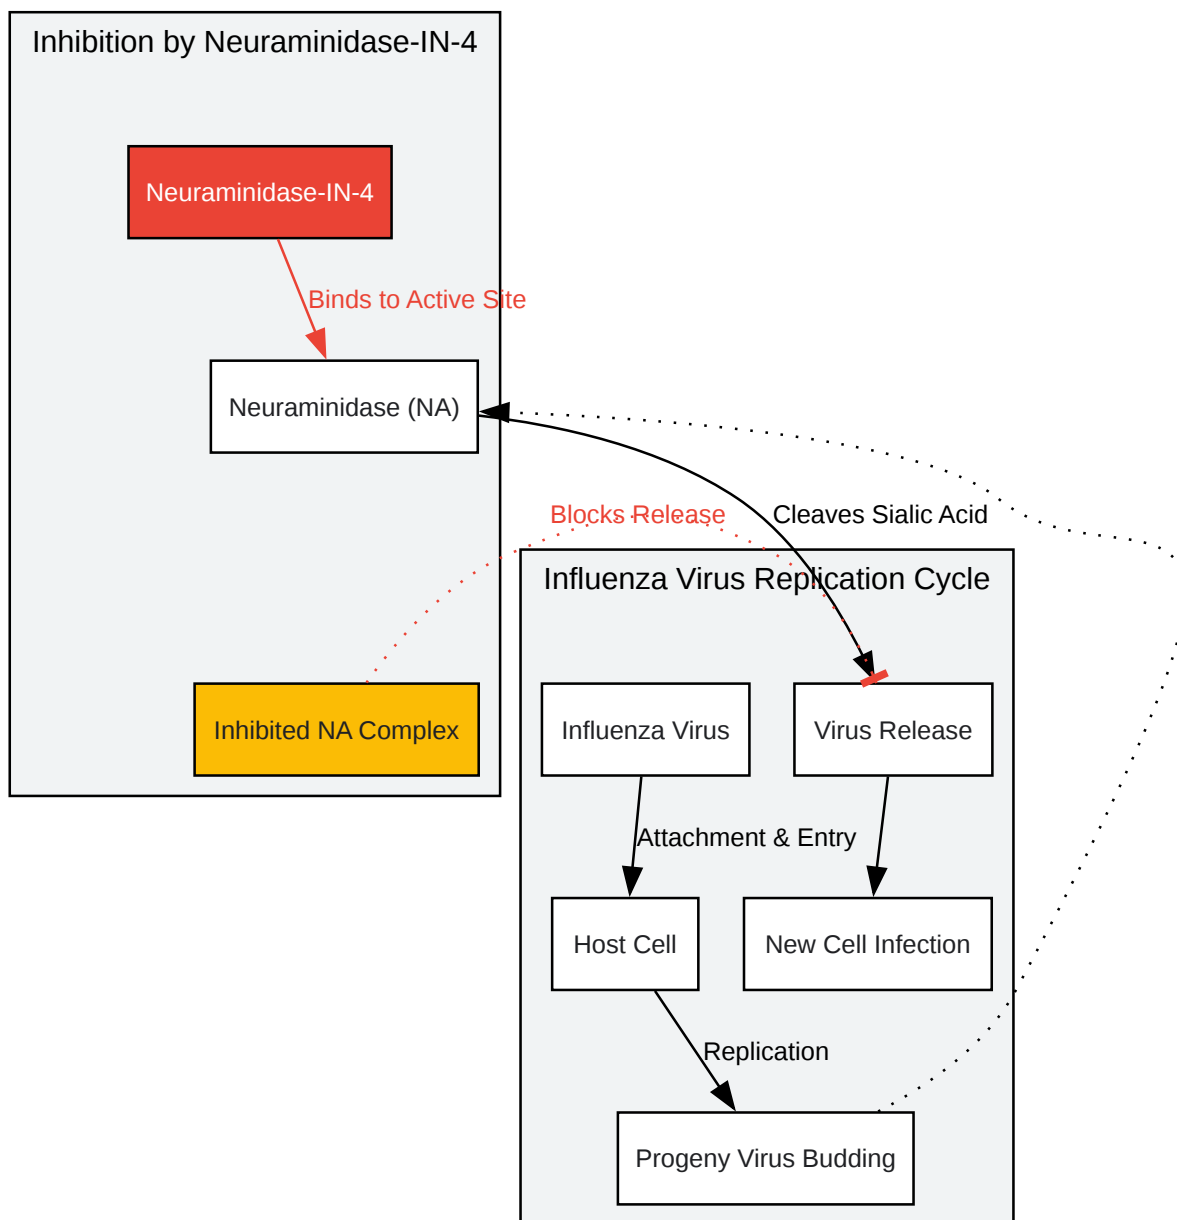 Inhibition by Neuraminidase-IN-4
Neuraminidase-IN-4
Binds to Active Site
Neuraminidase (NA)
Blocks Release
Cleaves Sialic Acid
Influenza Virus Replication Cycle
Inhibited NA Complex
Influenza Virus
Virus Release
Attachment & Entry
Host Cell
New Cell Infection
Replication
Progeny Virus Budding